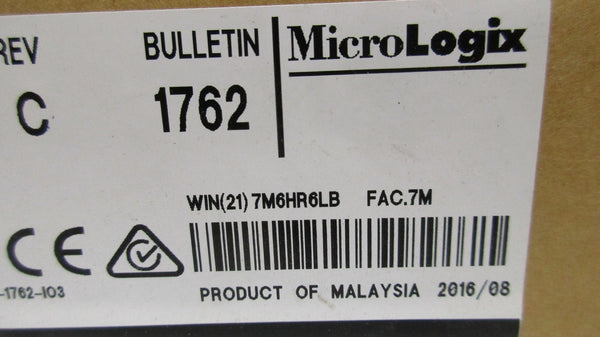 REV BULLETIN MicroLogix
C 1762
WIN(21) 7M6HR6LB FAC.7M
CE
-1762-IO3 PRODUCT OF MALAYSIA 2016/08